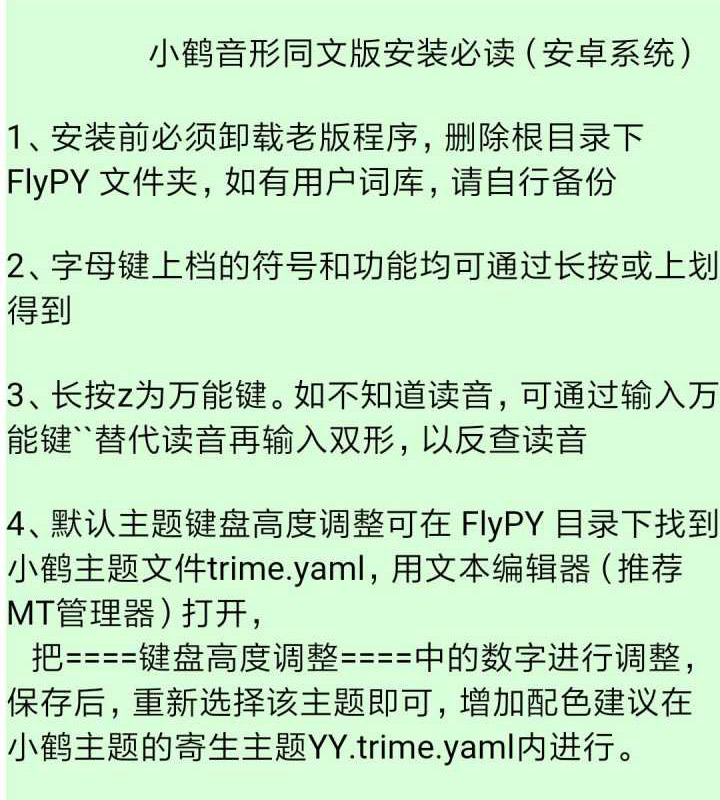 小鹤音形同文版安装必读（安卓系统）
1、安装前必须卸载老版程序，删除根目录下
FlyPY 文件夹，如有用户词库，请自行备份
2、字母键上档的符号和功能均可通过长按或上划
得到
3、长按z为万能键。如不知道读音，可通过输入万
能键``替代读音再输入双形，以反查读音
4、默认主题键盘高度调整可在 FlyPY 目录下找到
小鹤主题文件trime.yaml，用文本编辑器（推荐
MT管理器）打开，
把====键盘高度调整====中的数字进行调整，
保存后，重新选择该主题即可，增加配色建议在
小鹤主题的寄生主题YY.trime.yaml内进行。